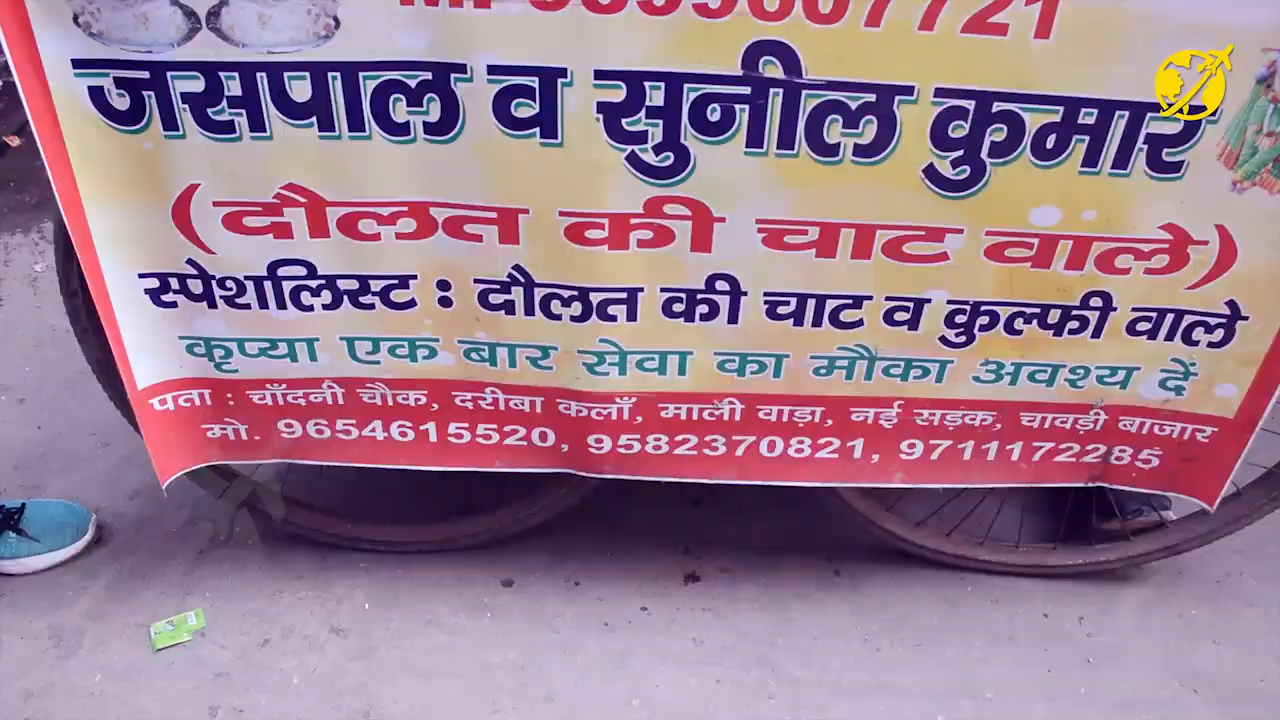 जसपाल व सुनील कुमार
(दौलत की चाट वाले)
स्पेशलिस्ट : दौलत की चाट व कुल्फी वाले
कृप्या एक बार सेवा का मौका अवश्य दें
पता : चाँदनी चौक, दरीबा कलाँ, माली वाड़ा, नई सड़क, चावड़ी बाजार
मो. 9654615520, 9582370821, 9711172285